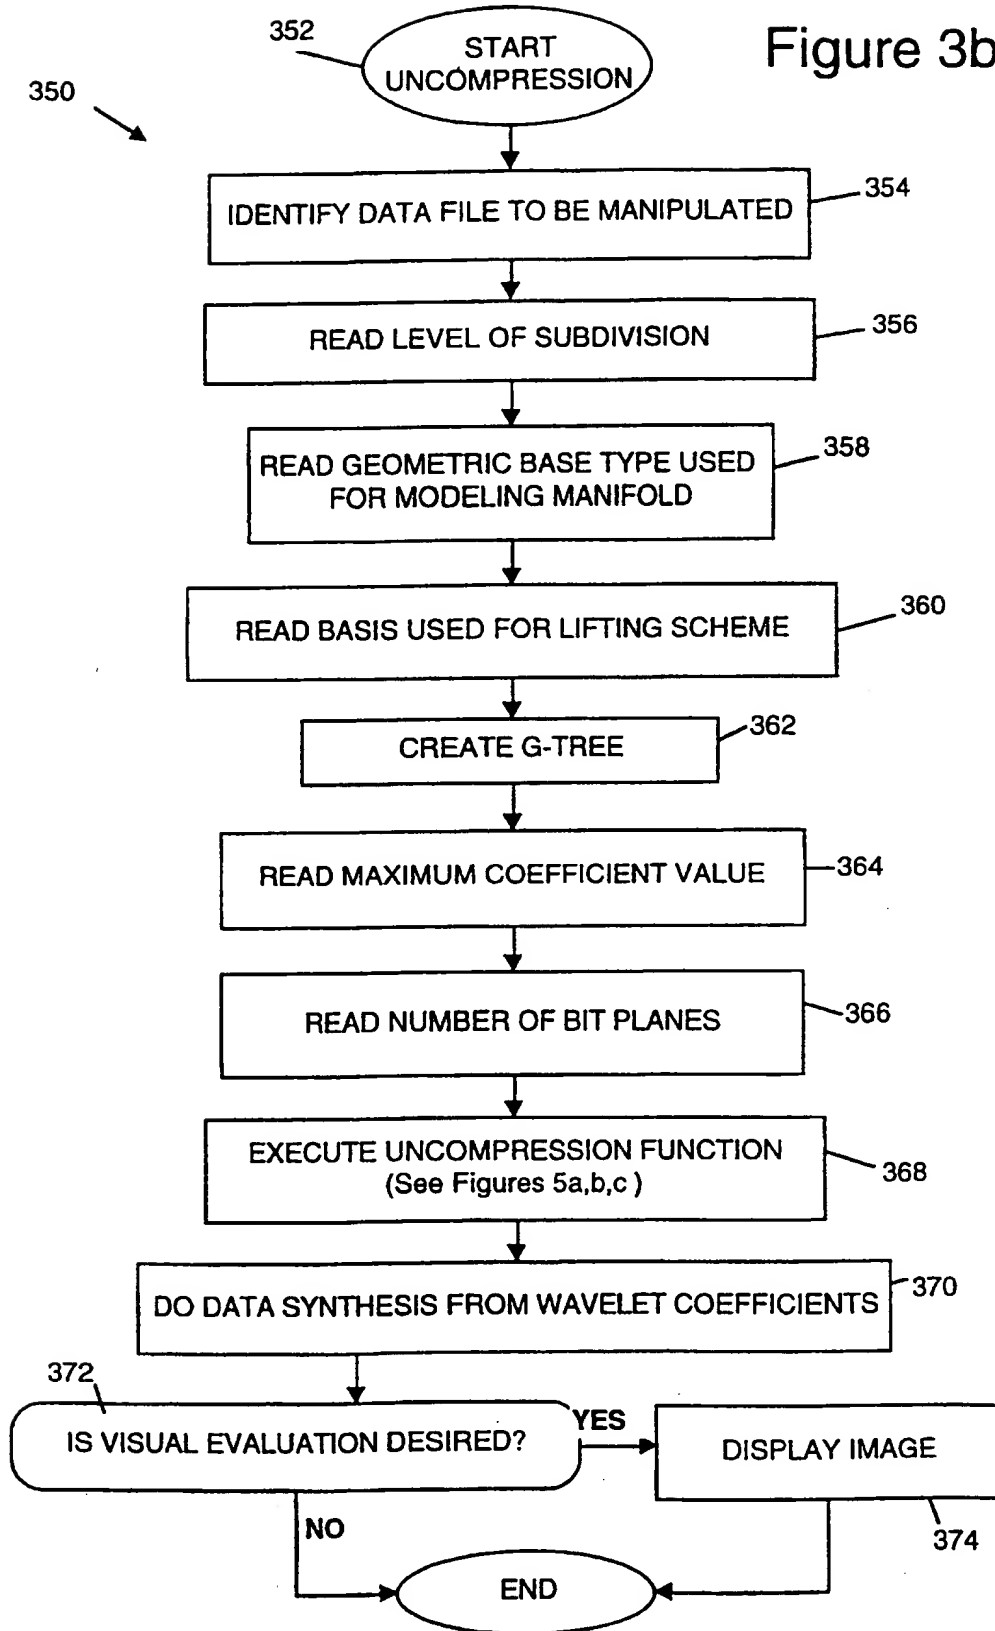 Figure 3b
352
START
UNCOMPRESSION
350
354
IDENTIFY DATA FILE TO BE MANIPULATED
356
READ LEVEL OF SUBDIVISION
358
READ GEOMETRIC BASE TYPE USED
FOR MODELING MANIFOLD
360
READ BASIS USED FOR LIFTING SCHEME
362
CREATE G-TREE
READ MAXIMUM COEFFICIENT VALUE
364
READ NUMBER OF BIT PLANES
366
EXECUTE UNCOMPRESSION FUNCTION
(See Figures 5a,b,c )
368
370
DO DATA SYNTHESIS FROM WAVELET COEFFICIENTS
372
IS VISUAL EVALUATION DESIRED?
YES
DISPLAY IMAGE
NO
374
END